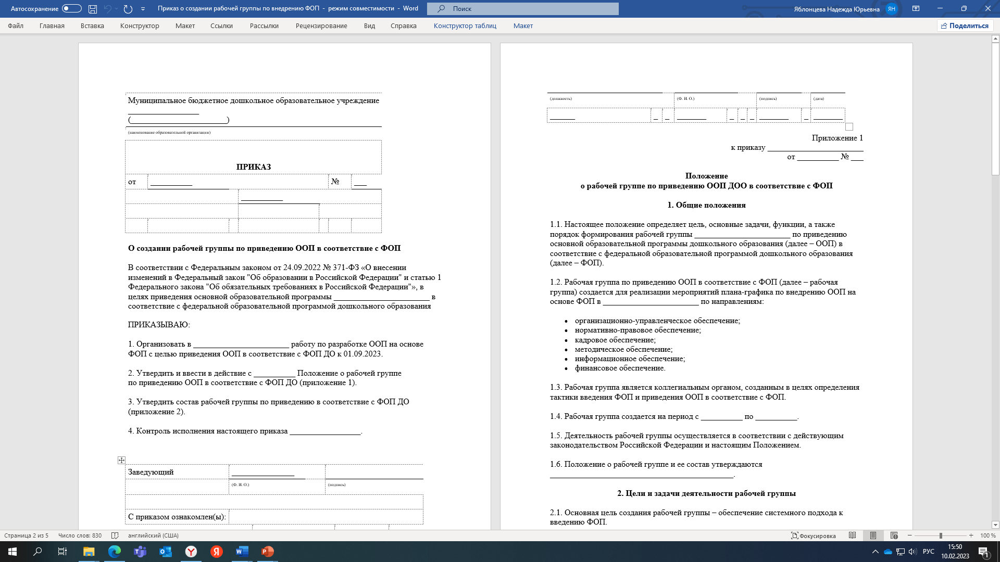 Автосохранение
Приказ о создании рабочей группы по внедрению ФОП - режим совместимости - Word
Поиск
Яблонцева Надежда Юрьевна
ЯН
Файл Главная Вставка Конструктор Макет Ссылки Рассылки Рецензирование Вид Справка Конструктор таблиц Макет
Поделиться
Муниципальное бюджетное дошкольное образовательное учреждение
_________________
(_______________________)
(наименование образовательной организации)
ПРИКАЗ
от __________ № ___
__________
О создании рабочей группы по приведению ООП в соответствие с ФОП
В соответствии с Федеральным законом от 24.09.2022 № 371-ФЗ «О внесении
изменений в Федеральный закон "Об образовании в Российской Федерации" и статью 1
Федерального закона "Об обязательных требованиях в Российской Федерации"», в
целях приведения основной образовательной программы _______________________ в
соответствие с федеральной образовательной программой дошкольного образования
ПРИКАЗЫВАЮ:
1. Организовать в _______________________ работу по разработке ООП на основе
ФОП с целью приведения ООП в соответствие с ФОП ДО к 01.09.2023.
2. Утвердить и ввести в действие с __________ Положение о рабочей группе
по приведению ООП в соответствие с ФОП ДО (приложение 1).
3. Утвердить состав рабочей группы по приведению в соответствие с ФОП ДО
(приложение 2).
4. Контроль исполнения настоящего приказа _________________.
Заведующий _______________
(Ф. И. О.) (подпись)
С приказом ознакомлен(ы):
(должность) (Ф. И. О.) (подпись) (дата)
______ _ _ _______ _ _ _ _______ _ _______
Приложение 1
к приказу _______________________
от __________ № ___
Положение
о рабочей группе по приведению ООП ДОО в соответствие с ФОП
1. Общие положения
1.1. Настоящее положение определяет цель, основные задачи, функции, а также
порядок формирования рабочей группы _______________________ по приведению
основной образовательной программы дошкольного образования (далее – ООП) в
соответствие с федеральной образовательной программой дошкольного образования
(далее – ФОП).
1.2. Рабочая группа по приведению ООП в соответствие с ФОП (далее – рабочая
группа) создается для реализации мероприятий плана-графика по внедрению ООП на
основе ФОП в _______________________ по направлениям:
• организационно-управленческое обеспечение;
• нормативно-правовое обеспечение;
• кадровое обеспечение;
• методическое обеспечение;
• информационное обеспечение;
• финансовое обеспечение.
1.3. Рабочая группа является коллегиальным органом, созданным в целях определения
тактики введения ФОП и приведения ООП в соответствие с ФОП.
1.4. Рабочая группа создается на период с __________ по __________.
1.5. Деятельность рабочей группы осуществляется в соответствии с действующим
законодательством Российской Федерации и настоящим Положением.
1.6. Положение о рабочей группе и ее состав утверждаются
____________________________________________.
2. Цели и задачи деятельности рабочей группы
2.1. Основная цель создания рабочей группы – обеспечение системного подхода к
введению ФОП.
Страница 2 из 5 Число слов: 830 английский (США)
Фокусировка
100 %
РУС
15:50
10.02.2023
1